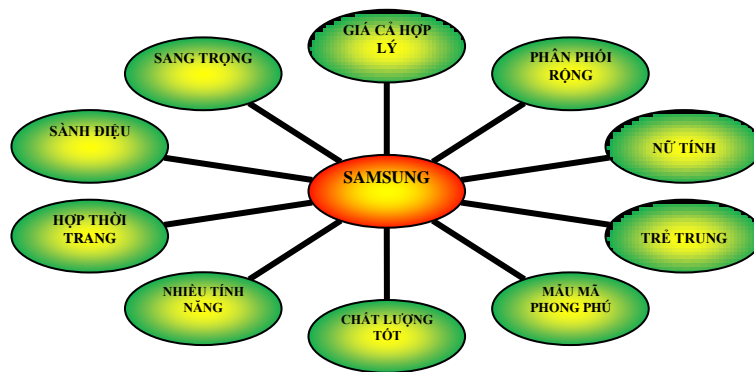 GIÁ CẢ HỢP
LÝ
SANG TRỌNG
PHÂN PHỐI
RỘNG
SÀNH ĐIỆU
NỮ TÍNH
SAMSUNG
HỢP THỜI
TRANG
TRẺ TRUNG
NHIỀU TÍNH
NĂNG
MẪU MÃ
PHONG PHÚ
CHẤT LƯỢNG
TỐT